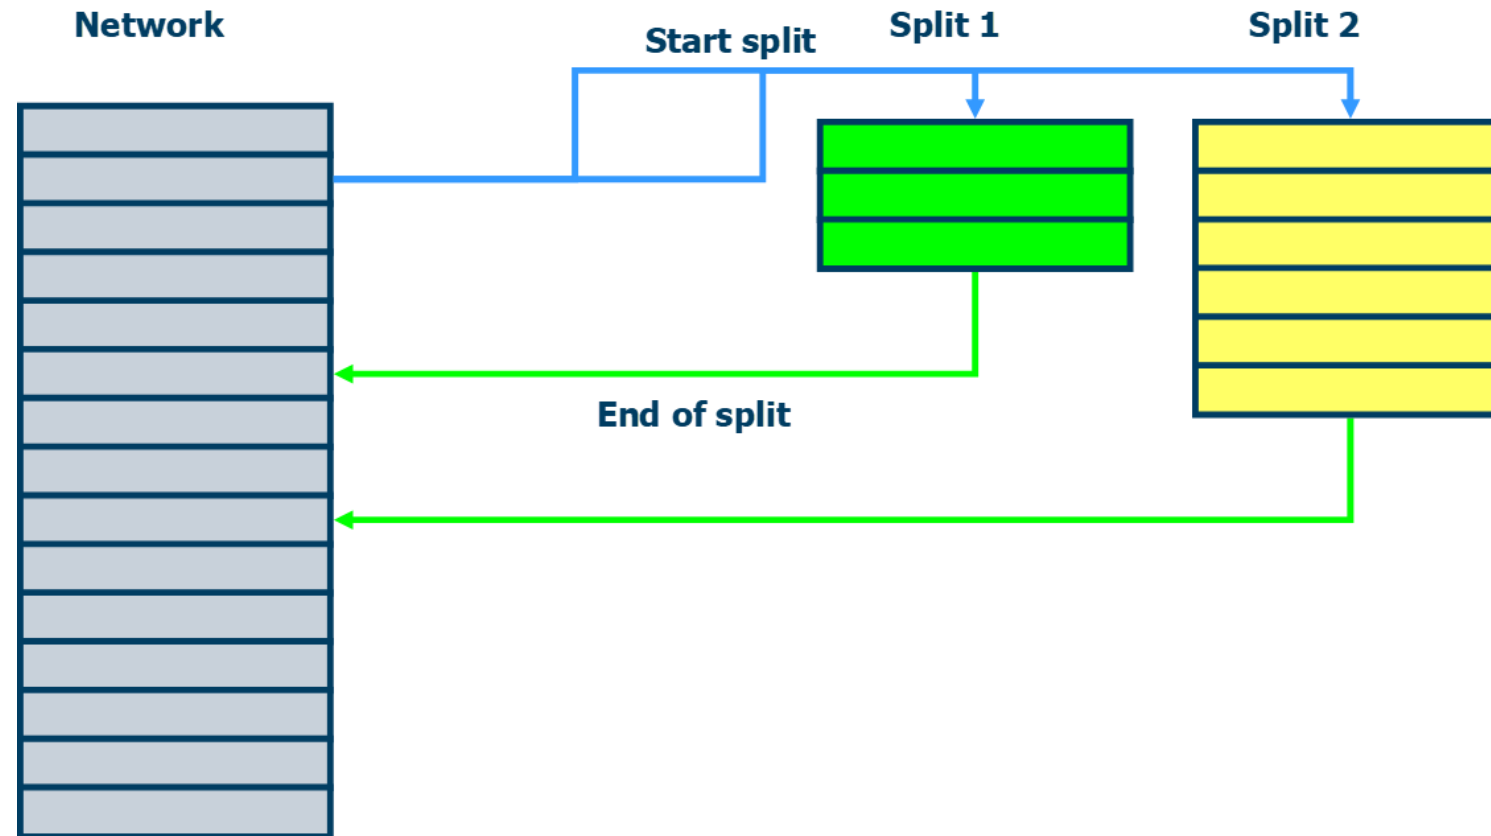 Network
Start split
Split 1
Split 2
End of split